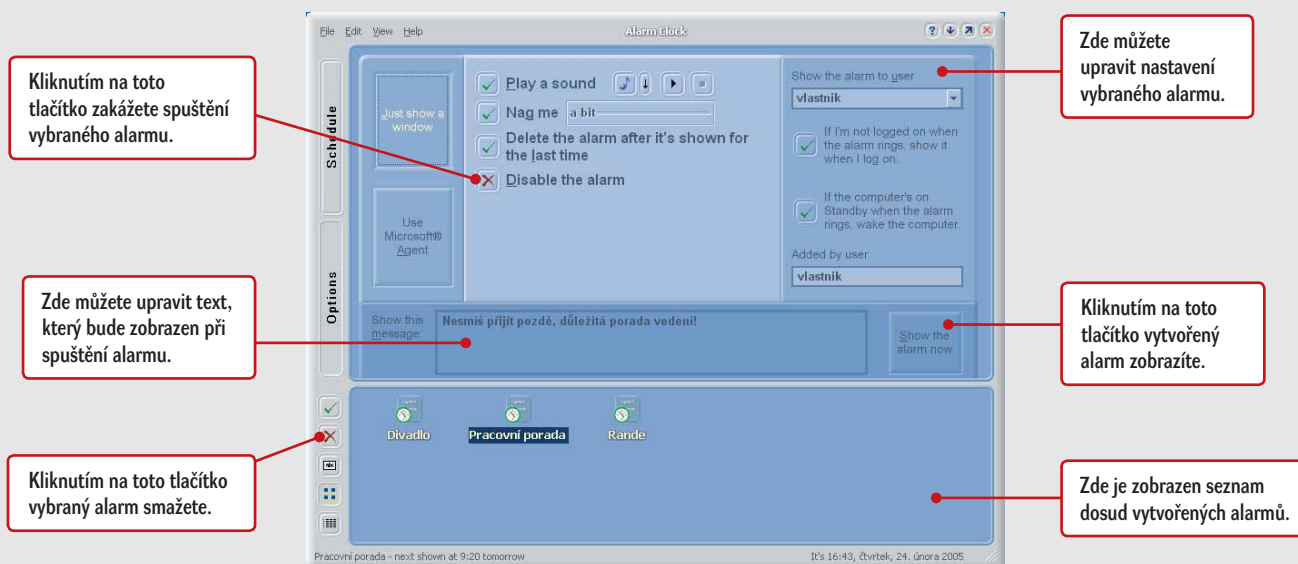 File Edit View Help
Alarm Clock
Kliknutím na toto
tlačítko zakážete spuštění
vybraného alarmu.
Zde můžete upravit text,
který bude zobrazen při
spuštění alarmu.
Kliknutím na toto tlačítko
vybraný alarm smažete.
Schedule
Options
Just show a
window
Use
Microsoft®
Agent
Play a sound
Nag me a bit
Delete the alarm after it's shown for
the last time
Disable the alarm
Show the alarm to user
vlastnik
If I'm not logged on when
the alarm rings, show it
when I log on.
If the computer's on
Standby when the alarm
rings, wake the computer.
Added by user
vlastnik
Show this
message:
Nesmíš přijít pozdě, důležitá porada vedení!
Show the
alarm now
Abc
Divadlo
Pracovní porada
Rande
Pracovní porada - next shown at 9:20 tomorrow
It's 16:43, čtvrtek, 24. února 2005
Zde můžete
upravit nastavení
vybraného alarmu.
Kliknutím na toto
tlačítko vytvořený
alarm zobrazíte.
Zde je zobrazen seznam
dosud vytvořených alarmů.